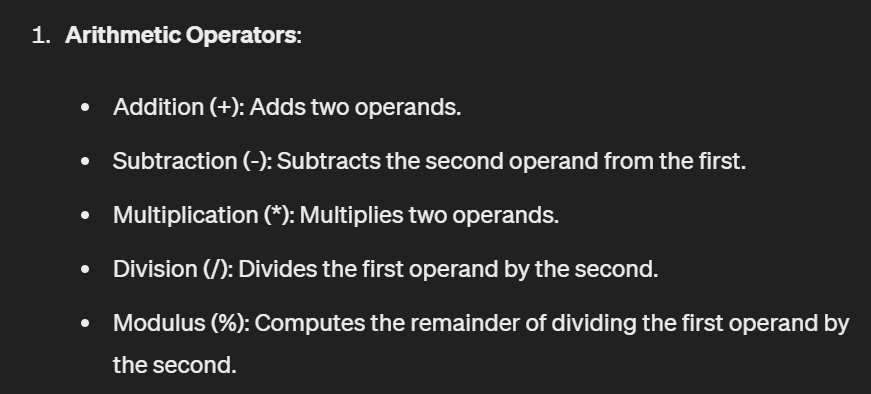 1. Arithmetic Operators:
• Addition (+): Adds two operands.
• Subtraction (-): Subtracts the second operand from the first.
• Multiplication (*): Multiplies two operands.
• Division (/): Divides the first operand by the second.
• Modulus (%): Computes the remainder of dividing the first operand by
the second.